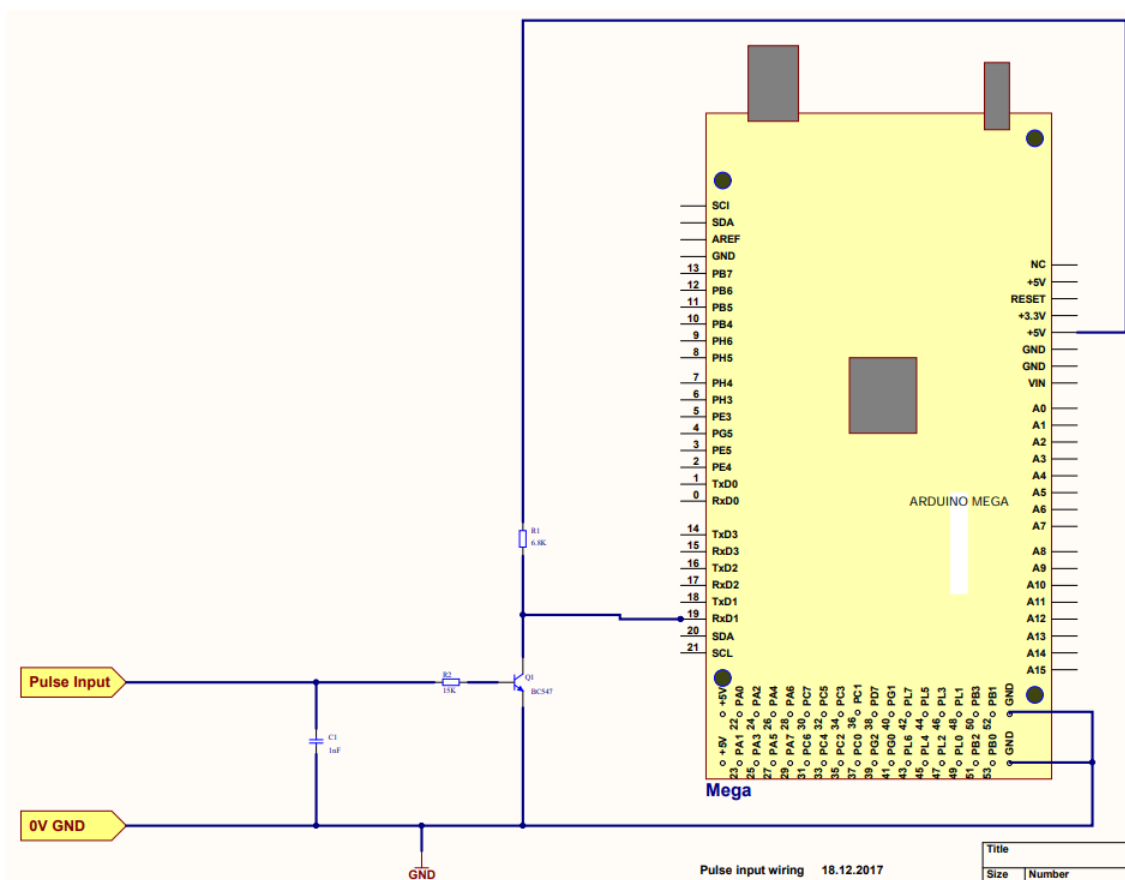 SCI
SDA
AREF
GND
13 PB7
12 PB6
11 PB5
10 PB4
9 PH6
8 PH5
7 PH4
6 PH3
5 PE3
4 PG5
3 PE5
2 PE4
1 TxD0
0 RxD0
14 TxD3
15 RxD3
16 TxD2
17 RxD2
18 TxD1
19 RxD1
20 SDA
21 SCL
NC
+5V
RESET
+3.3V
+5V
GND
GND
VIN
A0
A1
A2
A3
A4
A5
A6
A7
A8
A9
A10
A11
A12
A13
A14
A15
ARDUINO MEGA
R1
6.8K
Pulse Input
R2
15K
Q1
BC547
C1
1nF
0V GND
GND
+5V
22 PA0
24 PA2
26 PA4
28 PA6
30 PC7
32 PC5
34 PC3
36 PC1
38 PD7
40 PG1
42 PL7
44 PL5
46 PL3
48 PL1
50 PB3
52 PB1
GND
+5V
23 PA1
25 PA3
27 PA5
29 PA7
31 PC6
33 PC4
35 PC2
37 PC0
39 PG2
41 PG0
43 PL6
45 PL4
47 PL2
49 PL0
51 PB2
53 PB0
GND
Mega
Pulse input wiring 18.12.2017
Title
Size Number